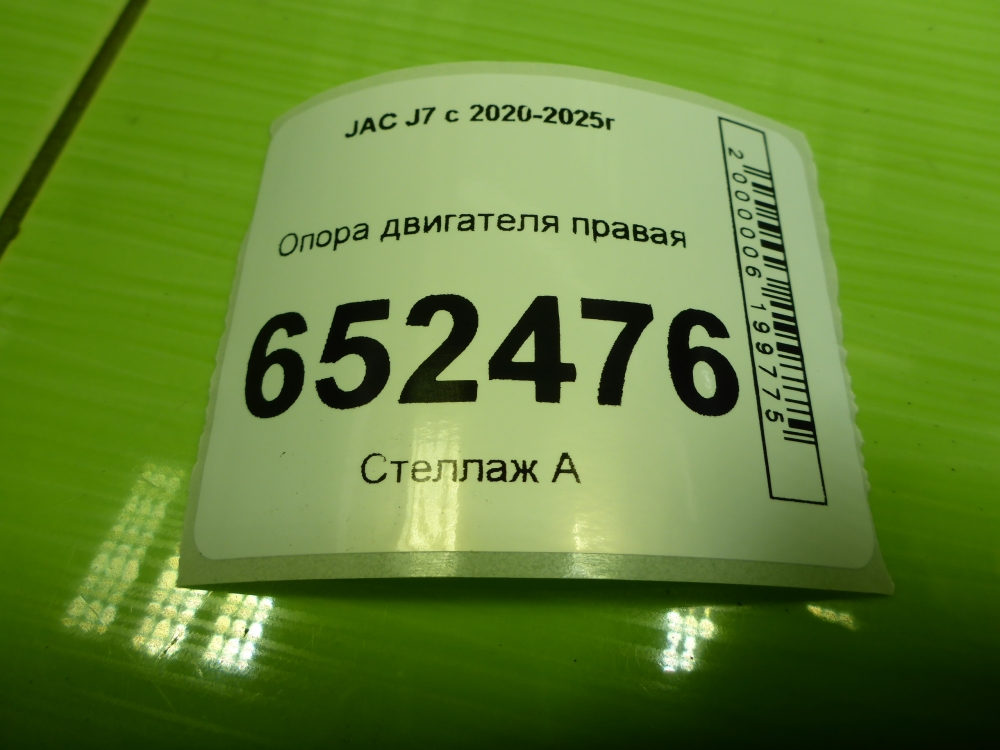 JAC J7 с 2020-2025г
Опора двигателя правая
652476
Стеллаж А
2000006199775